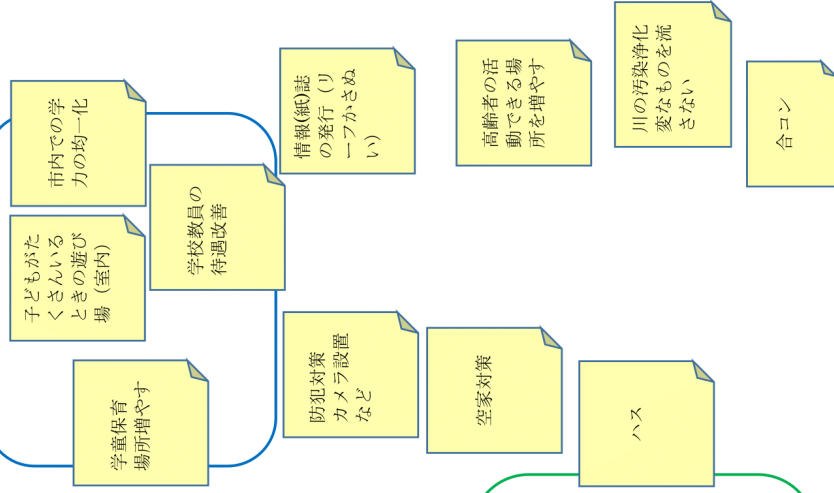 学童保育
場所増やす
子どもがた
くさんいる
ときの遊び
場（室内）
市内での学
力の均一化
学校教員の
待遇改善
防犯対策
カメラ設置
など
情報(紙)誌
の発行（リ
ーフかさぬ
い）
空家対策
高齢者の活
動できる場
所を増やす
ハス
川の汚染浄化
変なものを流
さない
合コン